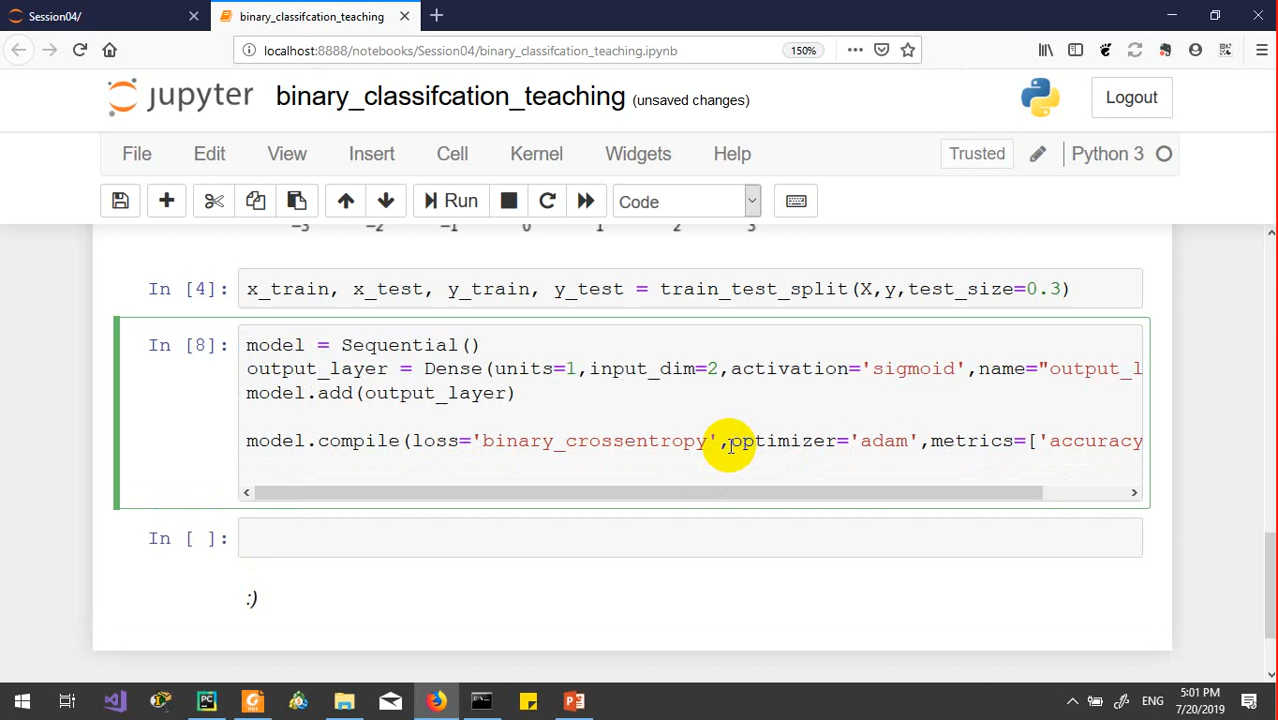 Session04/
binary_classifcation_teaching
localhost:8888/notebooks/Session04/binary_classifcation_teaching.ipynb
150%
jupyter
binary_classifcation_teaching (unsaved changes)
Logout
File Edit View Insert Cell Kernel Widgets Help
Trusted
Python 3
Run
Code
-3 -2 -1 0 1 2 3
In [4]: x_train, x_test, y_train, y_test = train_test_split(X,y,test_size=0.3)
In [8]: model = Sequential()
output_layer = Dense(units=1,input_dim=2,activation='sigmoid',name="output_l
model.add(output_layer)
model.compile(loss='binary_crossentropy',optimizer='adam',metrics=['accuracy
In [ ]:
:)
PC
ENG
5:01 PM
7/20/2019